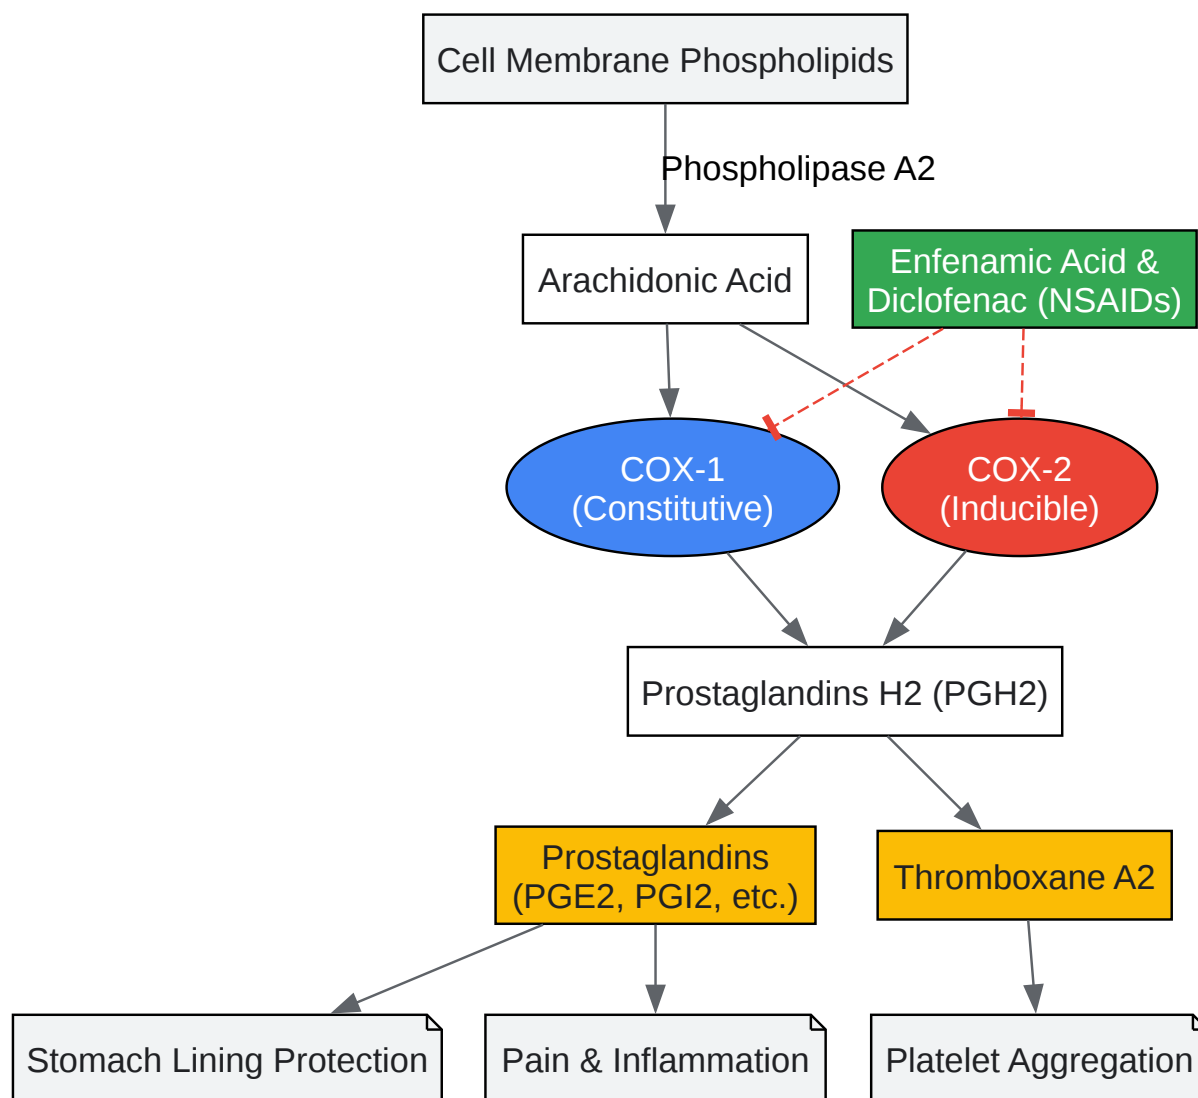 Cell Membrane Phospholipids
Phospholipase A2
Arachidonic Acid
Enfenamic Acid &
Diclofenac (NSAIDs)
COX-1
(Constitutive)
COX-2
(Inducible)
Prostaglandins H2 (PGH2)
Prostaglandins
(PGE2, PGI2, etc.)
Thromboxane A2
Stomach Lining Protection
Pain & Inflammation
Platelet Aggregation